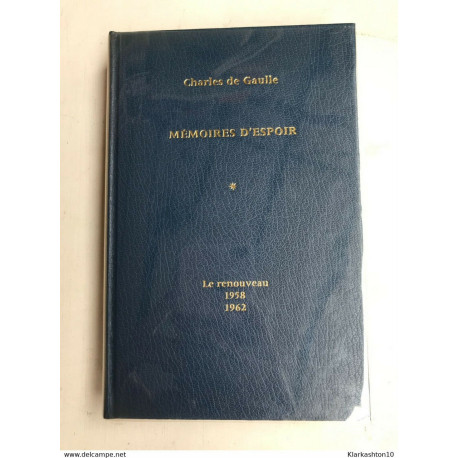 Charles de Gaulle
MÉMOIRES D'ESPOIR
*
Le renouveau
1958
1962
www.delcampe.net
Klarkashton10